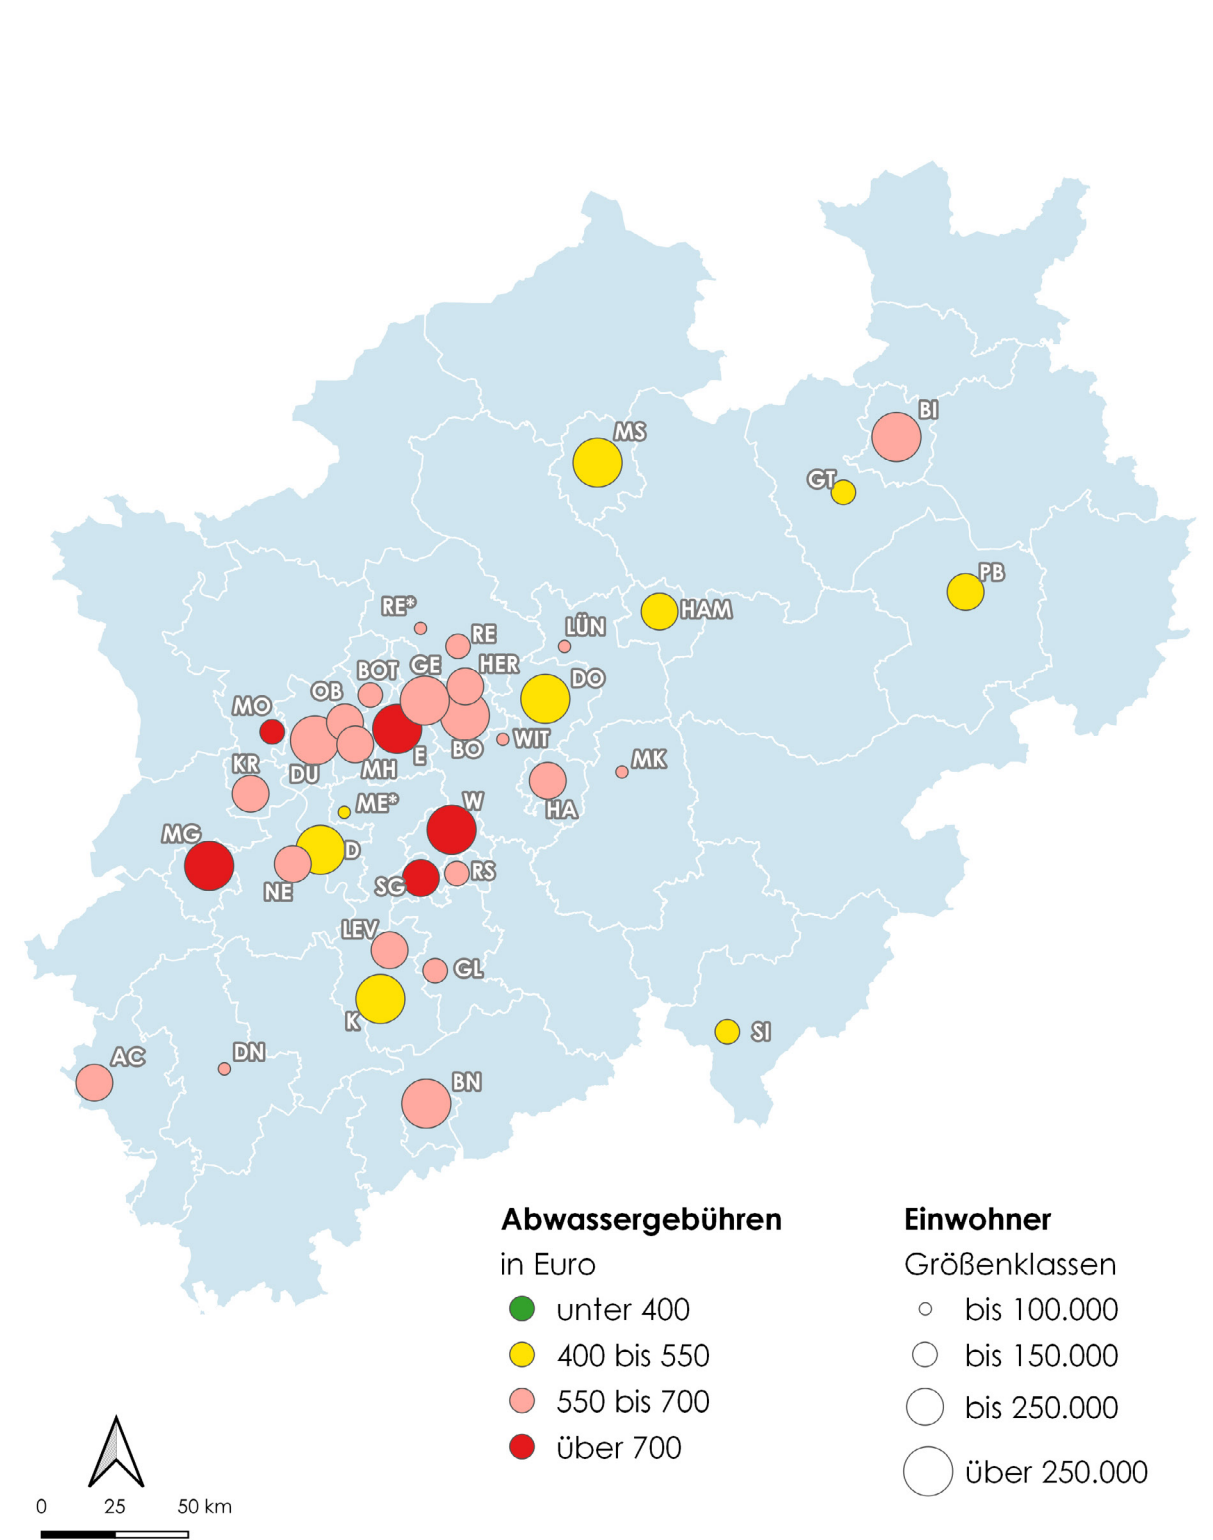 BI
MS
GT
PB
RE*
HAM
LÜN
RE
BOT
GE
HER
DO
OB
MO
WIT
BO
E
MK
KR
DU
MH
ME*
W
HA
MG
D
RS
SG
NE
LEV
GL
K
SI
AC
DN
BN
Abwassergebühren
in Euro
unter 400
400 bis 550
550 bis 700
über 700
Einwohner
Größenklassen
bis 100.000
bis 150.000
bis 250.000
über 250.000
0 25 50 km